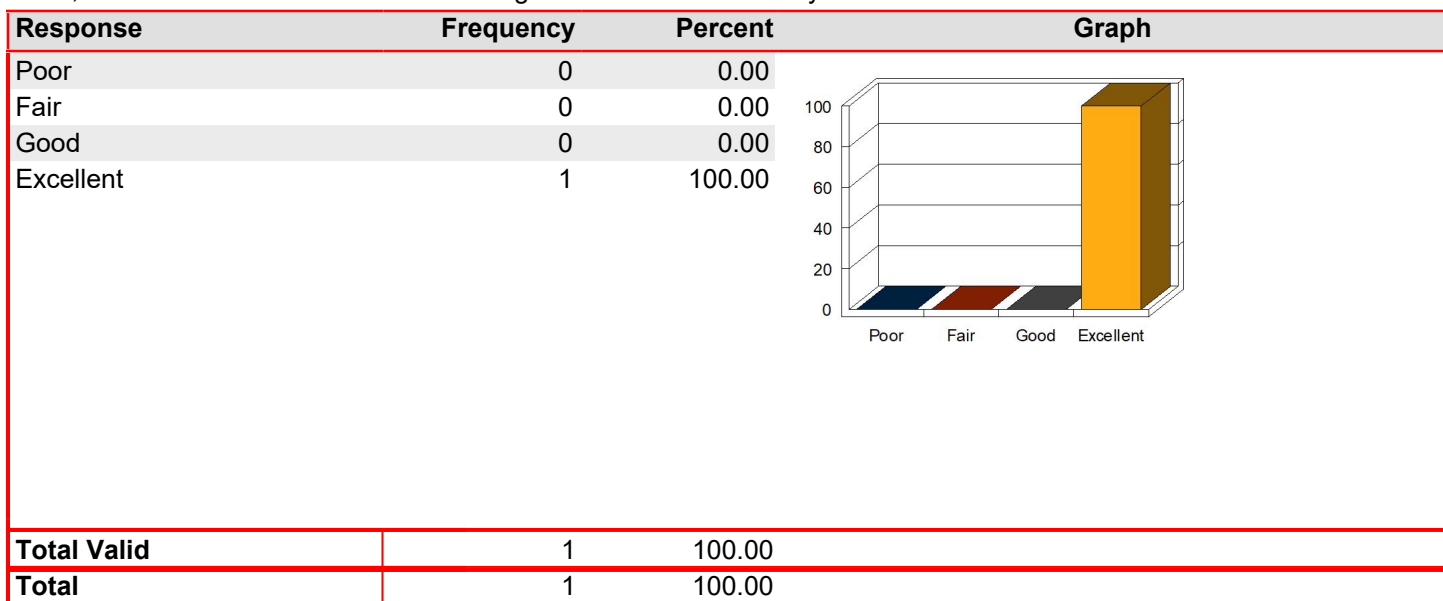 Response Frequency Percent Graph
Poor 0 0.00
Fair 0 0.00
Good 0 0.00
Excellent 1 100.00
100
80
60
40
20
0
Poor Fair Good Excellent
Total Valid 1 100.00
Total 1 100.00